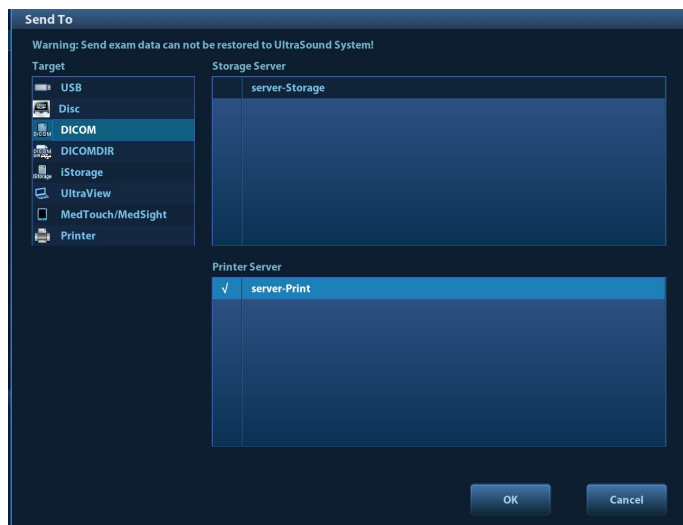 Send To
Warning: Send exam data can not be restored to UltraSound System!
Target
USB
Disc
DICOM
DICOMDIR
iStorage
UltraView
MedTouch/MedSight
Printer
Storage Server
server-Storage
Printer Server
√ server-Print
OK
Cancel